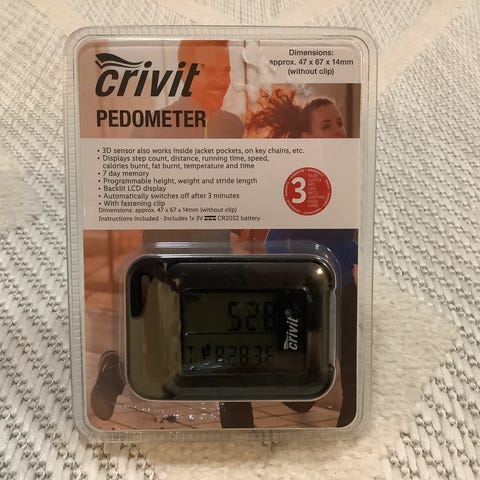 Dimensions:
approx. 47 x 67 x 14mm
(without clip)
crivit®
PEDOMETER
• 3D sensor also works inside jacket pockets, on key chains, etc.
• Displays step count, distance, running time, speed,
calories burnt, fat burnt, temperature and time
• 7 day memory
• Programmable height, weight and stride length
• Backlit LCD display
• Automatically switches off after 3 minutes
• With fastening clip
Dimensions: approx. 47 x 67 x 14mm (without clip)
Instructions included · Includes 1x 3V CR2032 battery
3
528
crivit®